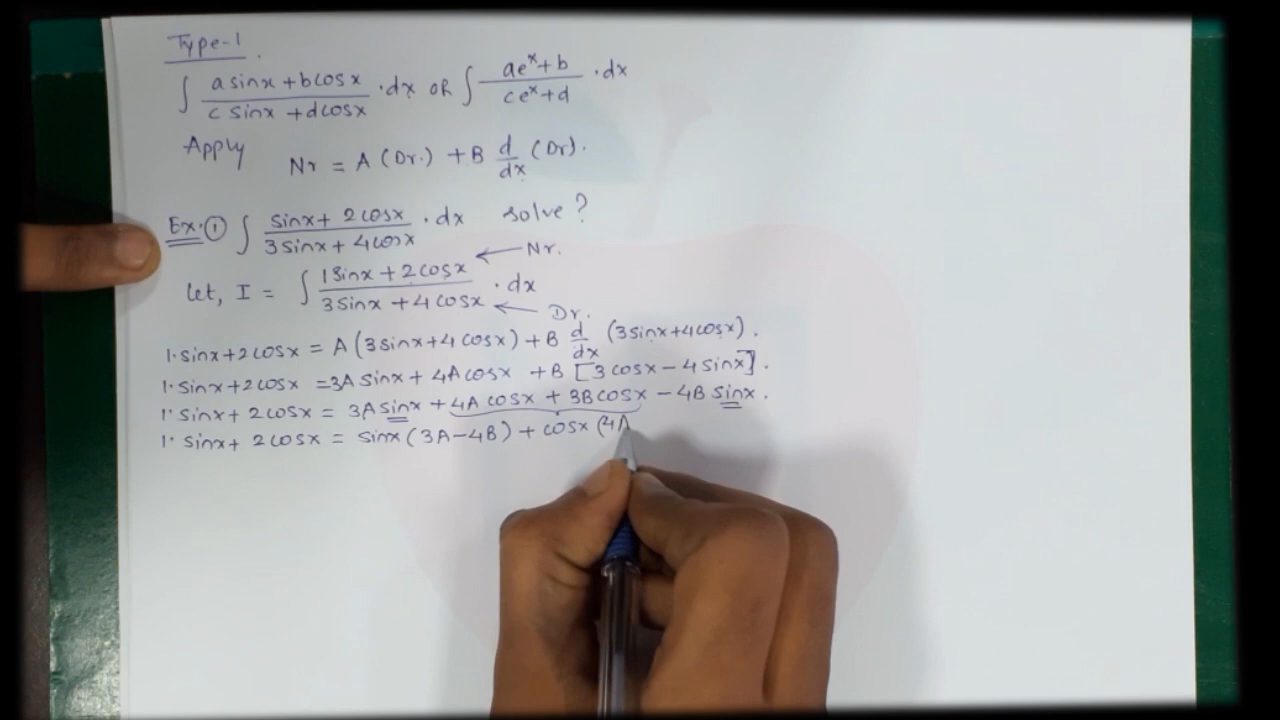 Type-1.
∫ (a sinx + b cosx)/(c sinx + d cosx) · dx OR ∫ (ae^x + b)/(ce^x + d) · dx
Apply Nr = A (Dr.) + B d/dx (Dr).
Ex. ① ∫ (sinx + 2 cosx)/(3 sinx + 4 cosx) · dx solve ?
Let, I = ∫ (1 sinx + 2 cosx)/(3 sinx + 4 cosx) · dx ← Nr. ← Dr.
1· sinx + 2 cosx = A (3 sinx + 4 cosx) + B d/dx (3 sinx + 4 cosx) .
1· sinx + 2 cosx = 3A sinx + 4A cosx + B [3 cosx − 4 sinx] .
1· sinx + 2 cosx = 3A sinx + 4A cosx + 3B cosx − 4B sinx .
1· sinx + 2 cosx = sinx (3A − 4B) + cosx (4A